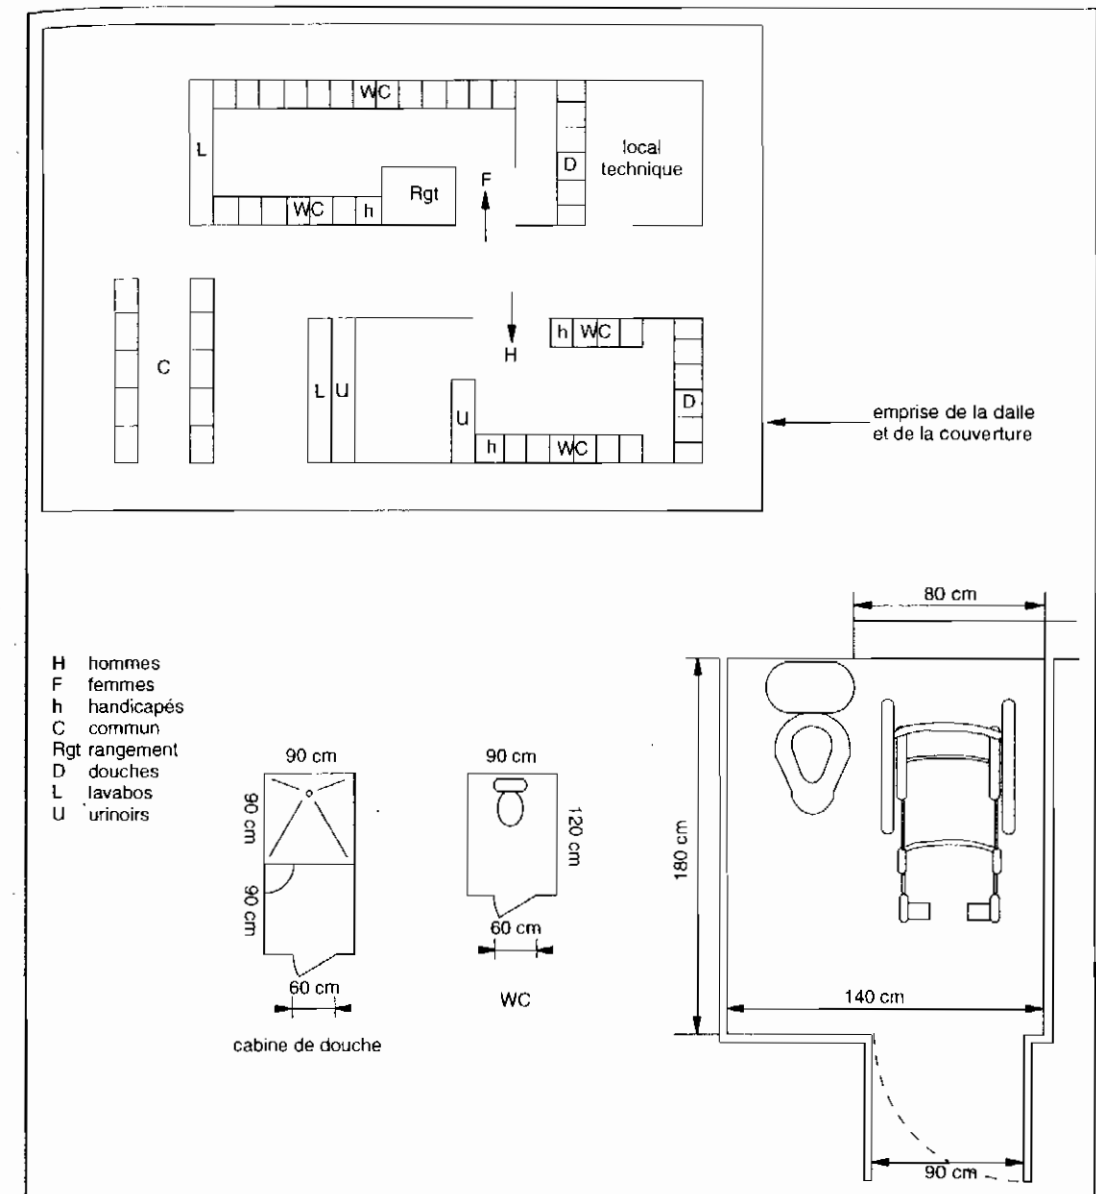 WC
L
D
local
technique
F
Rgt
WC
h
h
WC
H
C
L
U
D
U
h
WC
emprise de la dalle
et de la couverture
80 cm
H hommes
F femmes
h handicapés
C commun
Rgt rangement
D douches
L lavabos
U urinoirs
90 cm
90 cm
90 cm
120 cm
180 cm
90 cm
60 cm
60 cm
WC
140 cm
cabine de douche
90 cm